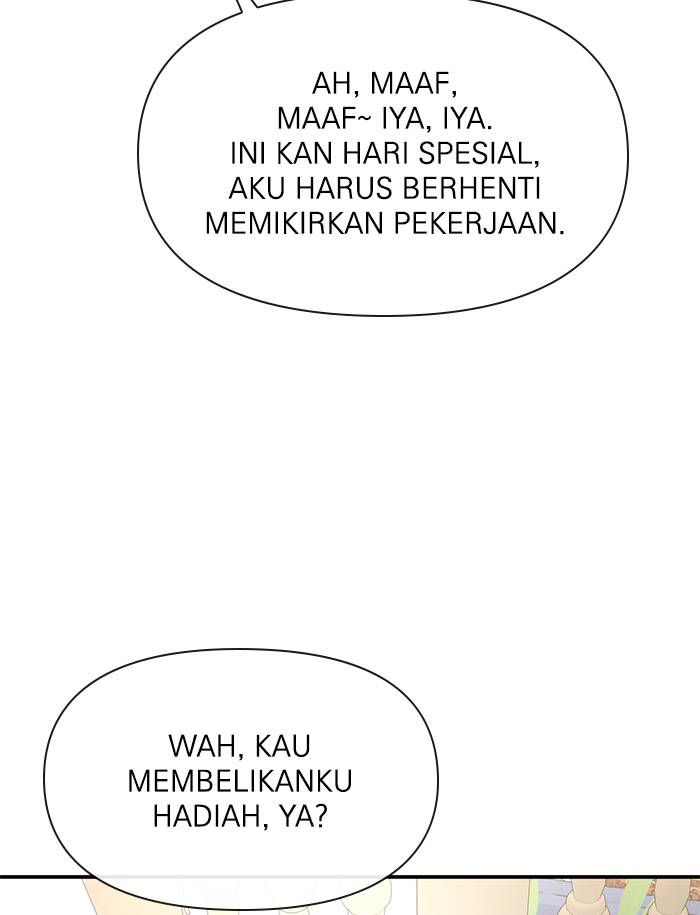 AH, MAAF,
MAAF~ IYA, IYA.
INI KAN HARI SPESIAL,
AKU HARUS BERHENTI
MEMIKIRKAN PEKERJAAN.
WAH, KAU
MEMBELIKANKU
HADIAH, YA?